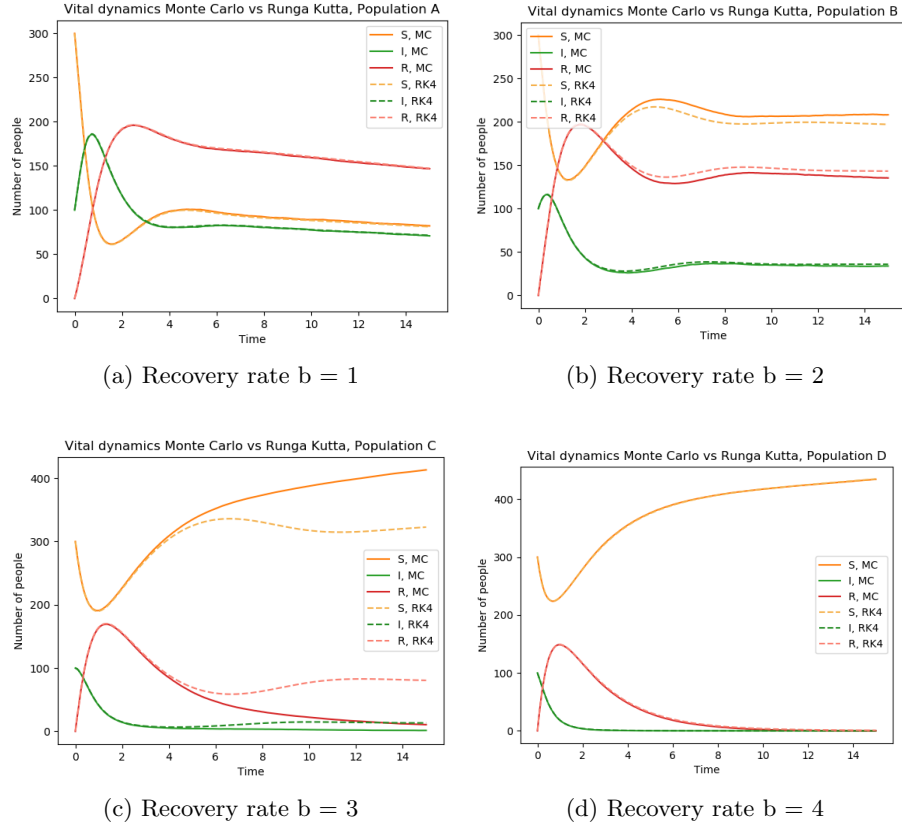 Vital dynamics Monte Carlo vs Runga Kutta, Population A
Number of people
300
250
200
150
100
50
0
S, MC
I, MC
R, MC
S, RK4
I, RK4
R, RK4
0 2 4 6 8 10 12 14
Time
(a) Recovery rate b = 1
Vital dynamics Monte Carlo vs Runga Kutta, Population B
Number of people
300
250
200
150
100
50
0
S, MC
I, MC
R, MC
S, RK4
I, RK4
R, RK4
0 2 4 6 8 10 12 14
Time
(b) Recovery rate b = 2
Vital dynamics Monte Carlo vs Runga Kutta, Population C
Number of people
400
300
200
100
0
S, MC
I, MC
R, MC
S, RK4
I, RK4
R, RK4
0 2 4 6 8 10 12 14
Time
(c) Recovery rate b = 3
Vital dynamics Monte Carlo vs Runga Kutta, Population D
Number of people
400
300
200
100
0
S, MC
I, MC
R, MC
S, RK4
I, RK4
R, RK4
0 2 4 6 8 10 12 14
Time
(d) Recovery rate b = 4